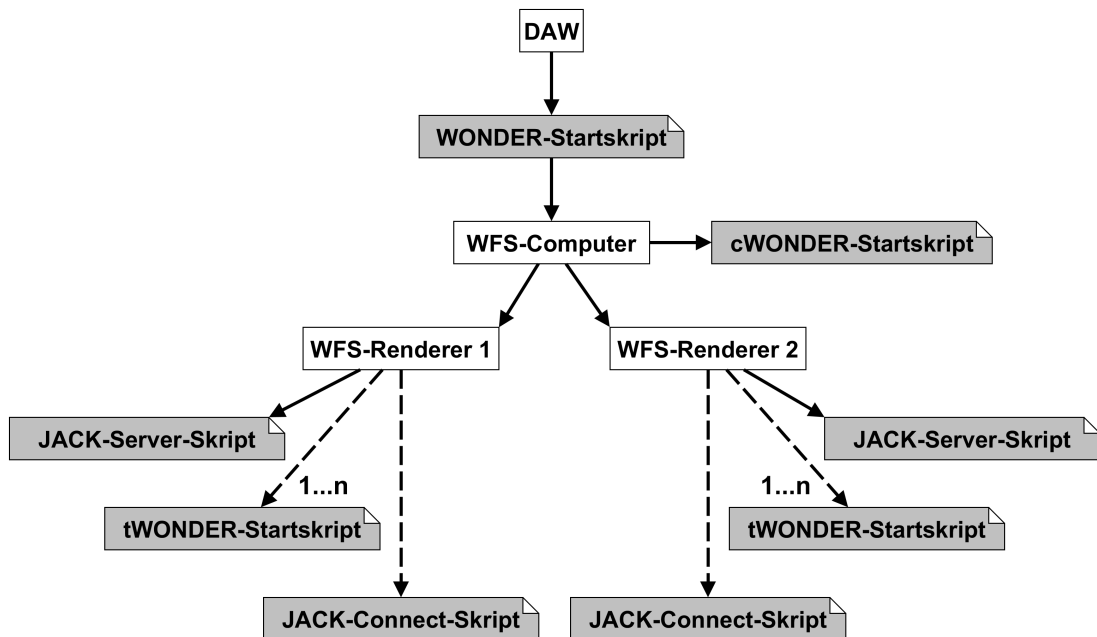 DAW
WONDER-Startskript
WFS-Computer
cWONDER-Startskript
WFS-Renderer 1
WFS-Renderer 2
JACK-Server-Skript
JACK-Server-Skript
1...n
1...n
tWONDER-Startskript
tWONDER-Startskript
JACK-Connect-Skript
JACK-Connect-Skript